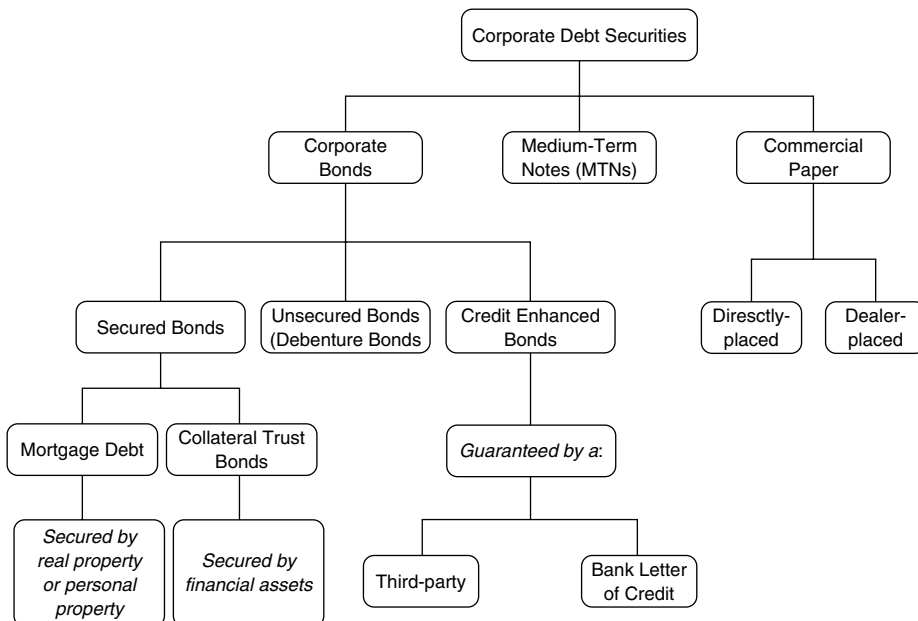 Corporate Debt Securities
Corporate
Bonds
Medium-Term
Notes (MTNs)
Commercial
Paper
Secured Bonds
Unsecured Bonds
(Debenture Bonds
Credit Enhanced
Bonds
Diresctly-
placed
Dealer-
placed
Mortgage Debt
Collateral Trust
Bonds
Guaranteed by a:
Secured by
real property
or personal
property
Secured by
financial assets
Third-party
Bank Letter
of Credit